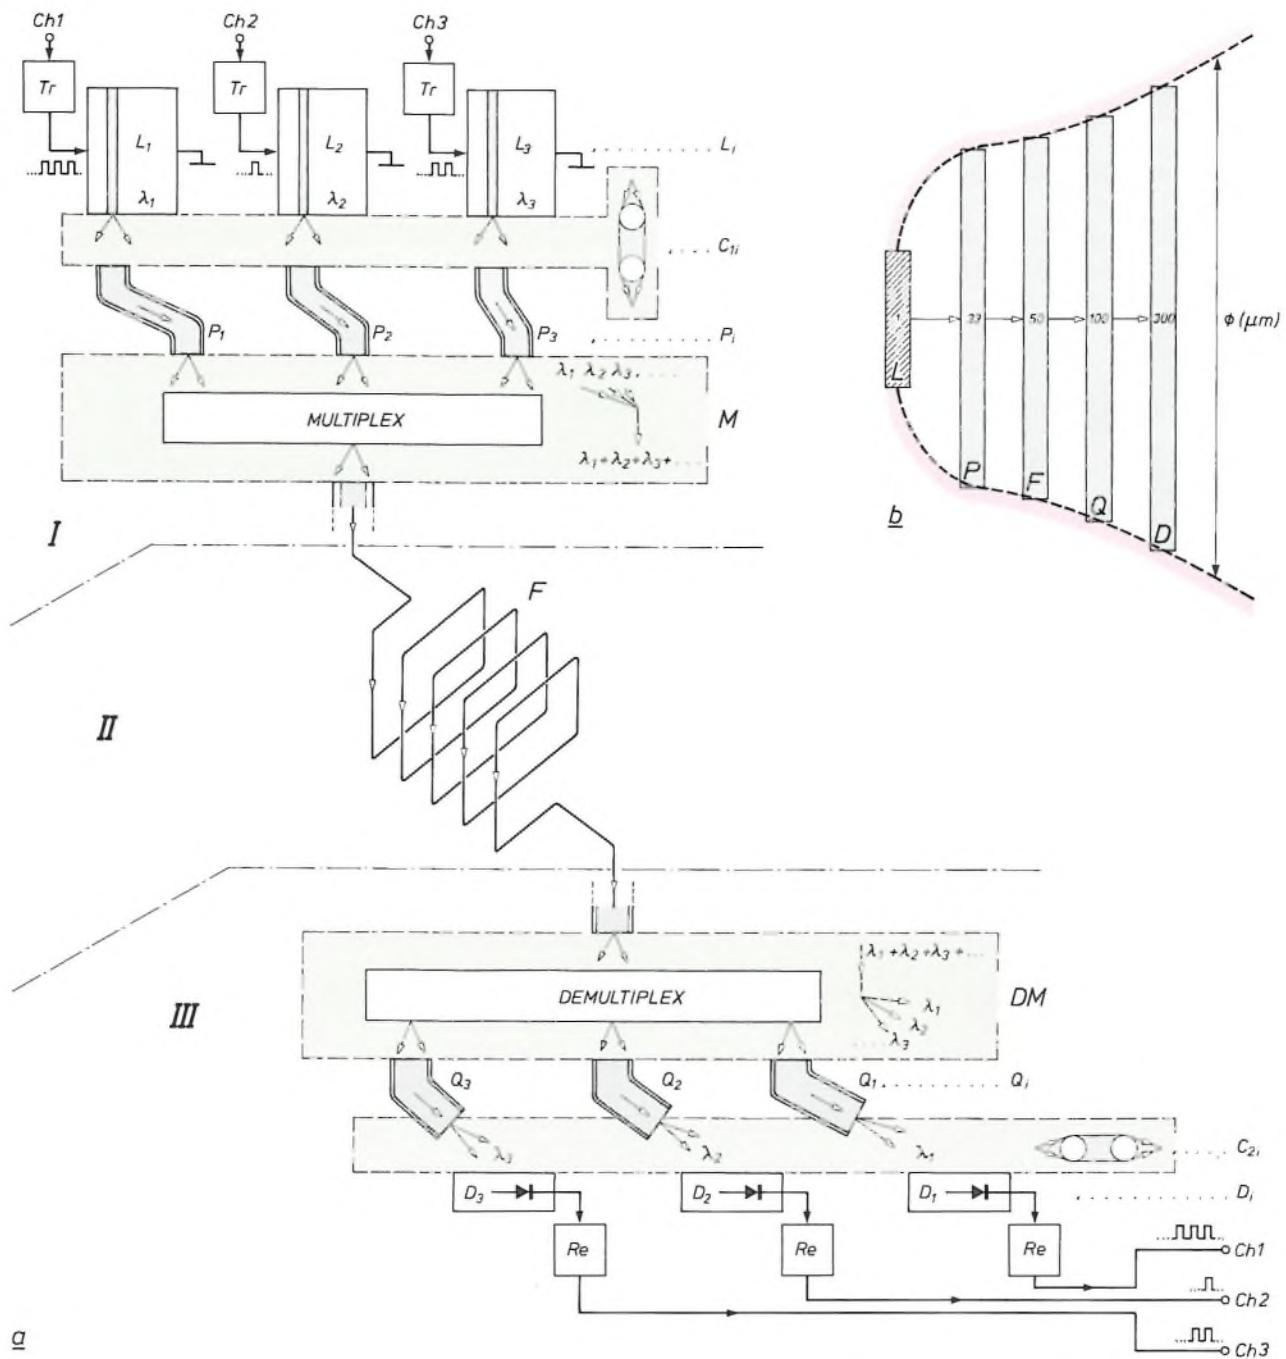 Ch1 Ch2 Ch3
Tr Tr Tr
L₁ L₂ L₃ Lᵢ
λ₁ λ₂ λ₃
C₁ᵢ
P₁ P₂ P₃ Pᵢ
λ₁ λ₂ λ₃
MULTIPLEX M
λ₁+λ₂+λ₃+
I
F
II
λ₁+λ₂+λ₃+...
DEMULTIPLEX DM
λ₁
λ₂
λ₃
III
Q₃ Q₂ Q₁ Qᵢ
λ₃ λ₂ λ₁ C₂ᵢ
D₃ D₂ D₁ Dᵢ
Re Re Re
Ch1
Ch2
Ch3
a
1 50 100 ϕ(μm)
L
P F Q D
b